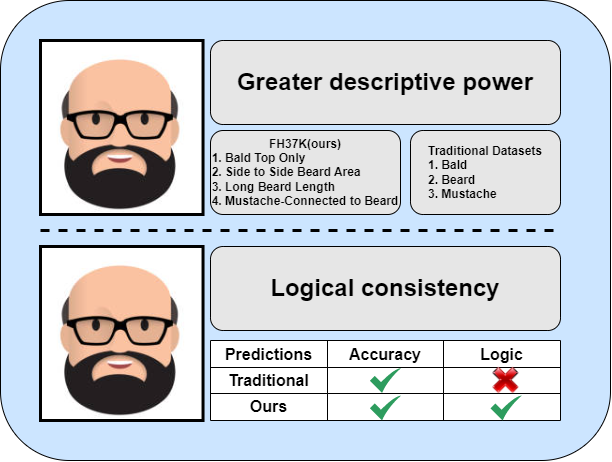 Greater descriptive power
FH37K(ours)
1. Bald Top Only
2. Side to Side Beard Area
3. Long Beard Length
4. Mustache-Connected to Beard
Traditional Datasets
1. Bald
2. Beard
3. Mustache
Logical consistency
Predictions Accuracy Logic
Traditional
Ours